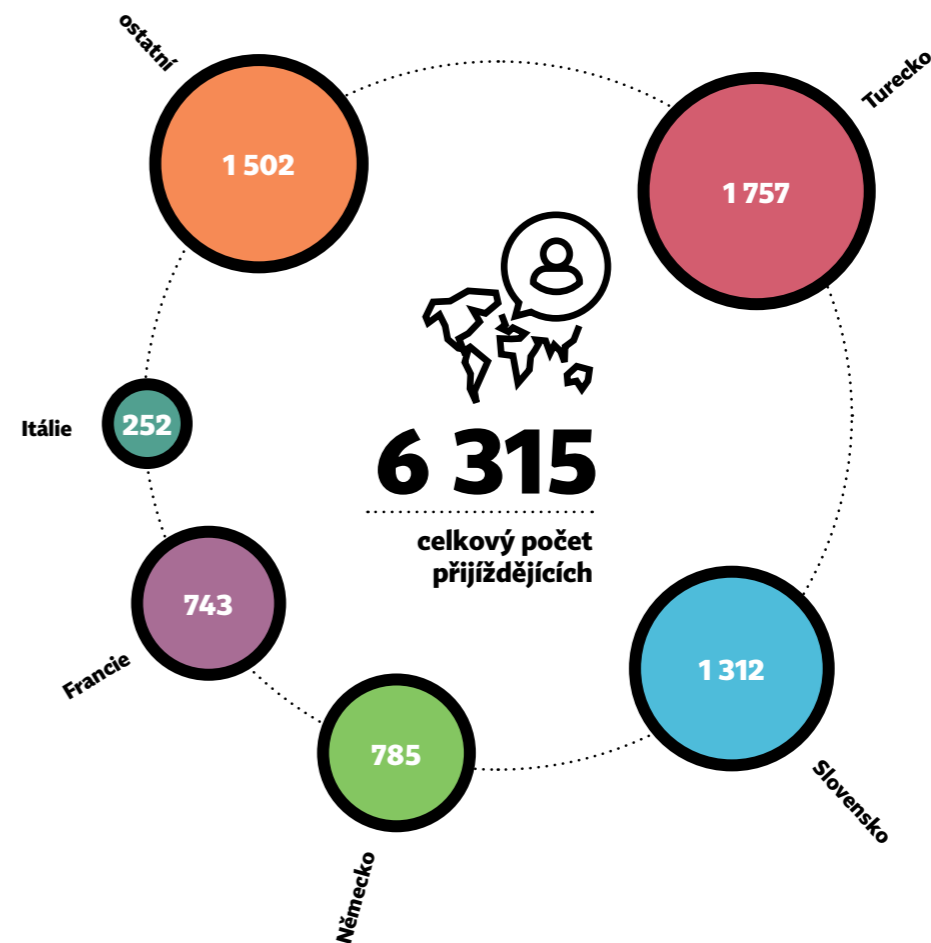 ostatní
1 502
Turecko
1 757
Itálie
252
6 315
celkový počet
přijíždějících
743
Francie
1 312
Slovensko
785
Německo